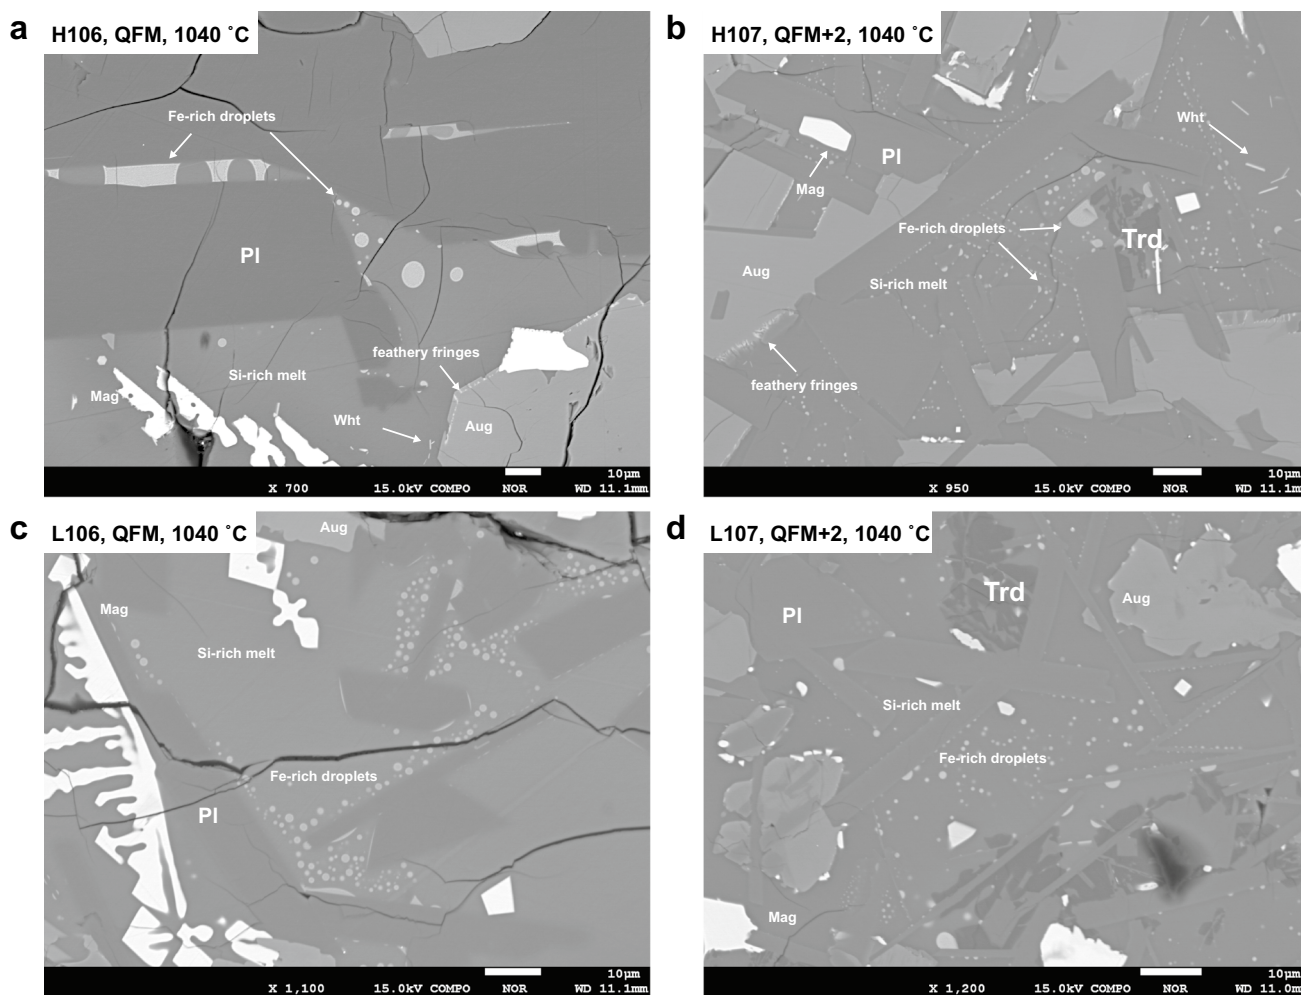 a H106, QFM, 1040 ˚C
Fe-rich droplets
Pl
feathery fringes
Si-rich melt
Mag
Wht
Aug
10µm
X 700 15.0kV COMPO NOR WD 11.1mm
b H107, QFM+2, 1040 ˚C
Wht
Pl
Mag
Fe-rich droplets
Trd
Aug
Si-rich melt
feathery fringes
10µm
X 950 15.0kV COMPO NOR WD 11.1m
c L106, QFM, 1040 ˚C
Aug
Mag
Si-rich melt
Fe-rich droplets
Pl
10µm
X 1,100 15.0kV COMPO NOR WD 11.1mm
d L107, QFM+2, 1040 ˚C
Trd
Aug
Pl
Si-rich melt
Fe-rich droplets
Mag
10µm
X 1,200 15.0kV COMPO NOR WD 11.0m